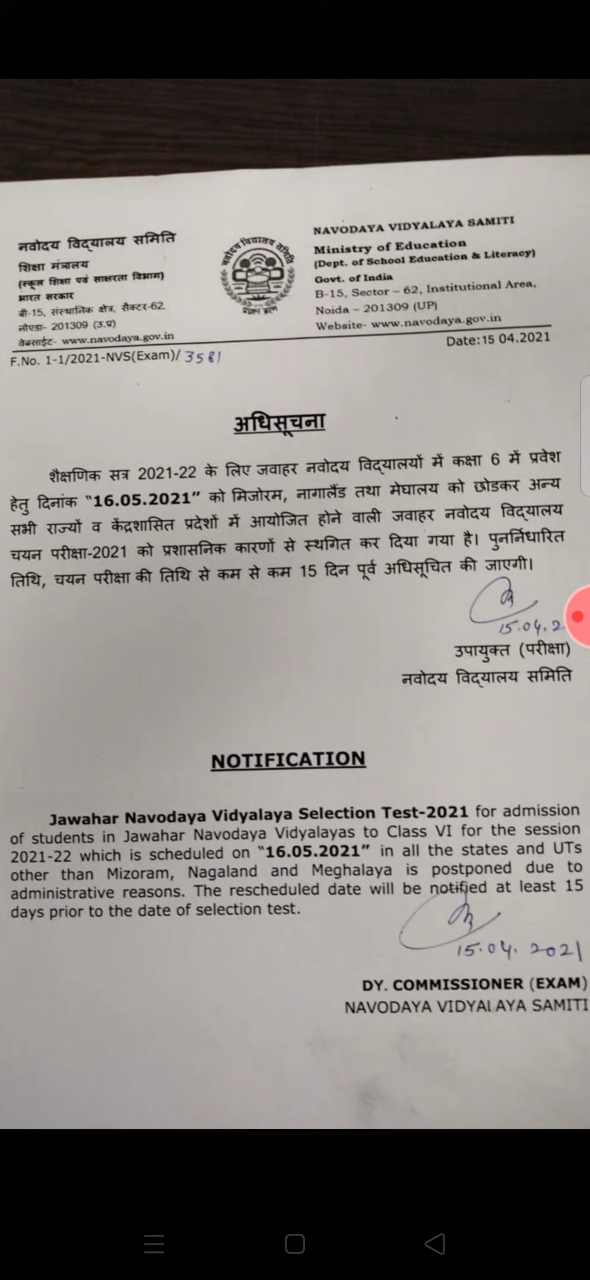 नवोदय विद्यालय समिति
शिक्षा मंत्रालय
(स्कूल शिक्षा एवं साक्षरता विभाग)
भारत सरकार
बी-15, संस्थानिक क्षेत्र, सैक्टर-62,
नोएडा- 201309 (उ.प्र)
वेबसाईट- www.navodaya.gov.in
नवोदय विद्यालय समिति
प्रज्ञानं ब्रह्म
NAVODAYA VIDYALAYA SAMITI
Ministry of Education
(Dept. of School Education & Literacy)
Govt. of India
B-15, Sector – 62, Institutional Area,
Noida – 201309 (UP)
Website- www.navodaya.gov.in
F.No. 1-1/2021-NVS(Exam)/ 3581
Date:15 04.2021
अधिसूचना
शैक्षणिक सत्र 2021-22 के लिए जवाहर नवोदय विद्यालयों में कक्षा 6 में प्रवेश
हेतु दिनांक "16.05.2021" को मिजोरम, नागालैंड तथा मेघालय को छोडकर अन्य
सभी राज्यों व केंद्रशासित प्रदेशों में आयोजित होने वाली जवाहर नवोदय विद्यालय
चयन परीक्षा-2021 को प्रशासनिक कारणों से स्थगित कर दिया गया है। पुनर्निधारित
तिथि, चयन परीक्षा की तिथि से कम से कम 15 दिन पूर्व अधिसूचित की जाएगी।
15.04.2
उपायुक्त (परीक्षा)
नवोदय विद्यालय समिति
NOTIFICATION
Jawahar Navodaya Vidyalaya Selection Test-2021 for admission
of students in Jawahar Navodaya Vidyalayas to Class VI for the session
2021-22 which is scheduled on "16.05.2021" in all the states and UTs
other than Mizoram, Nagaland and Meghalaya is postponed due to
administrative reasons. The rescheduled date will be notified at least 15
days prior to the date of selection test.
15.04. 2021
DY. COMMISSIONER (EXAM)
NAVODAYA VIDYALAYA SAMITI